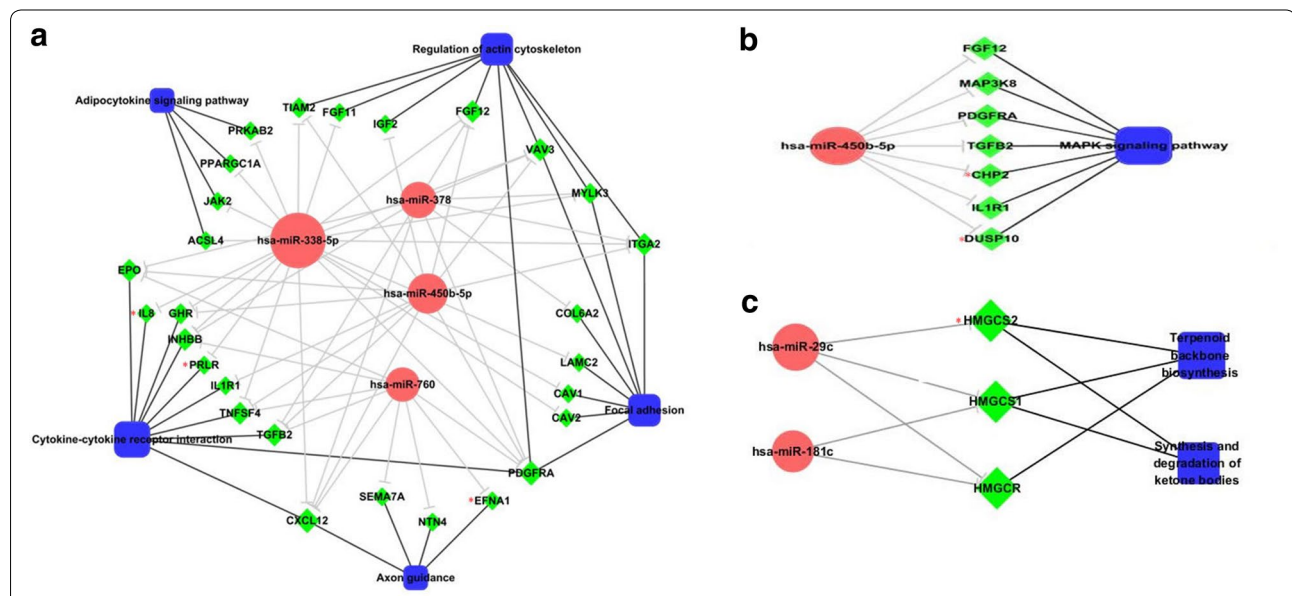 a
Regulation of actin cytoskeleton
Adipocytokine signaling pathway
TIAM2
FGF11
IGF2
FGF12
PRKAB2
VAV3
PPARGC1A
MYLK3
JAK2
hsa-miR-378
ACSL4
hsa-miR-338-5p
ITGA2
EPO
hsa-miR-450b-5p
*IL8
GHR
COL6A2
INHBB
*PRLR
LAMC2
IL1R1
hsa-miR-760
CAV1
TNFSF4
CAV2
Focal adhesion
Cytokine-cytokine receptor interaction
TGFB2
PDGFRA
SEMA7A
*EFNA1
CXCL12
NTN4
Axon guidance
b
FGF12
MAP3K8
PDGFRA
hsa-miR-450b-5p
TGFB2
MAPK signaling pathway
*CHP2
IL1R1
*DUSP10
c
*HMGCS2
hsa-miR-29c
Terpenoid
backbone
biosynthesis
HMGCS1
hsa-miR-181c
Synthesis and
degradation of
ketone bodies
HMGCR